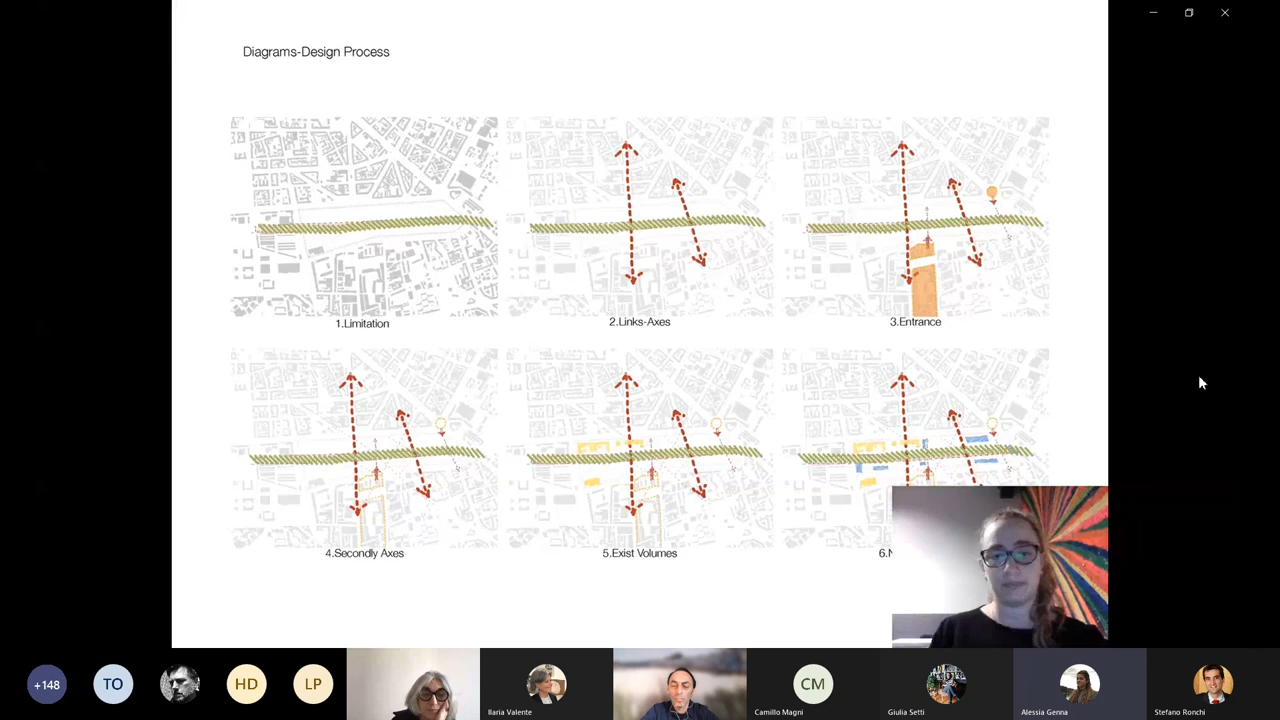 Diagrams-Design Process
1.Limitation
2.Links-Axes
3.Entrance
4.Secondly Axes
5.Exist Volumes
6.N
+148
TO
HD
LP
Ilaria Valente
CM
Camillo Magni
Giulia Setti
Alessia Genna
Stefano Ronchi